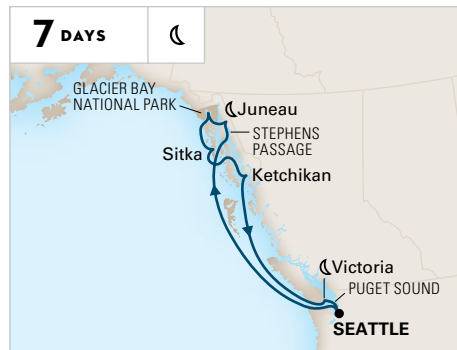 7 DAYS
GLACIER BAY
NATIONAL PARK
Juneau
STEPHENS
PASSAGE
Sitka
Ketchikan
Victoria
PUGET SOUND
SEATTLE